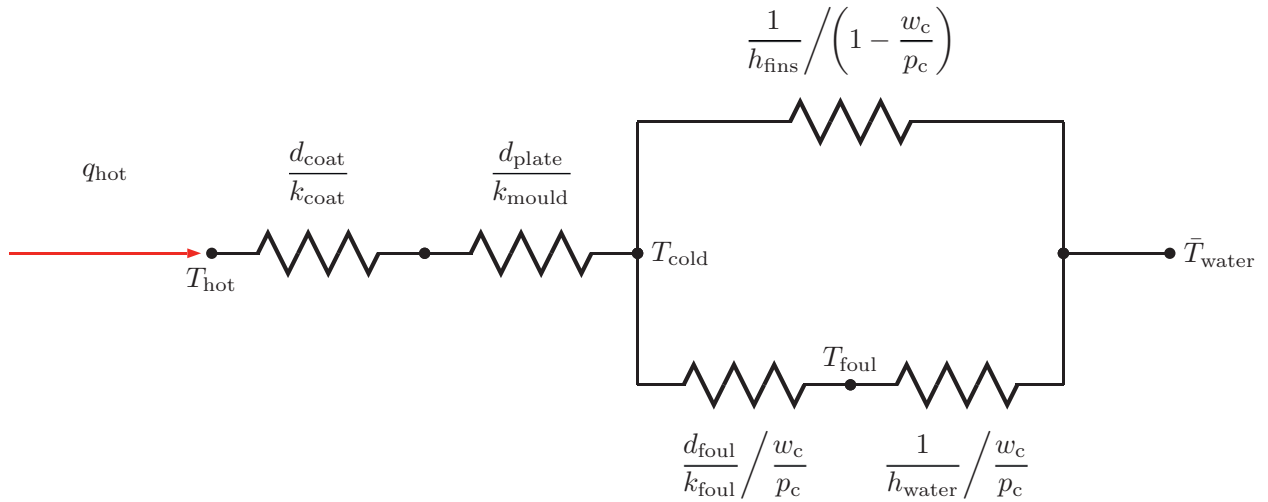 1/h_fins / (1 − w_c/p_c)
q_hot
d_coat/k_coat
d_plate/k_mould
T_hot
T_cold
T̄_water
T_foul
d_foul/k_foul / w_c/p_c
1/h_water / w_c/p_c